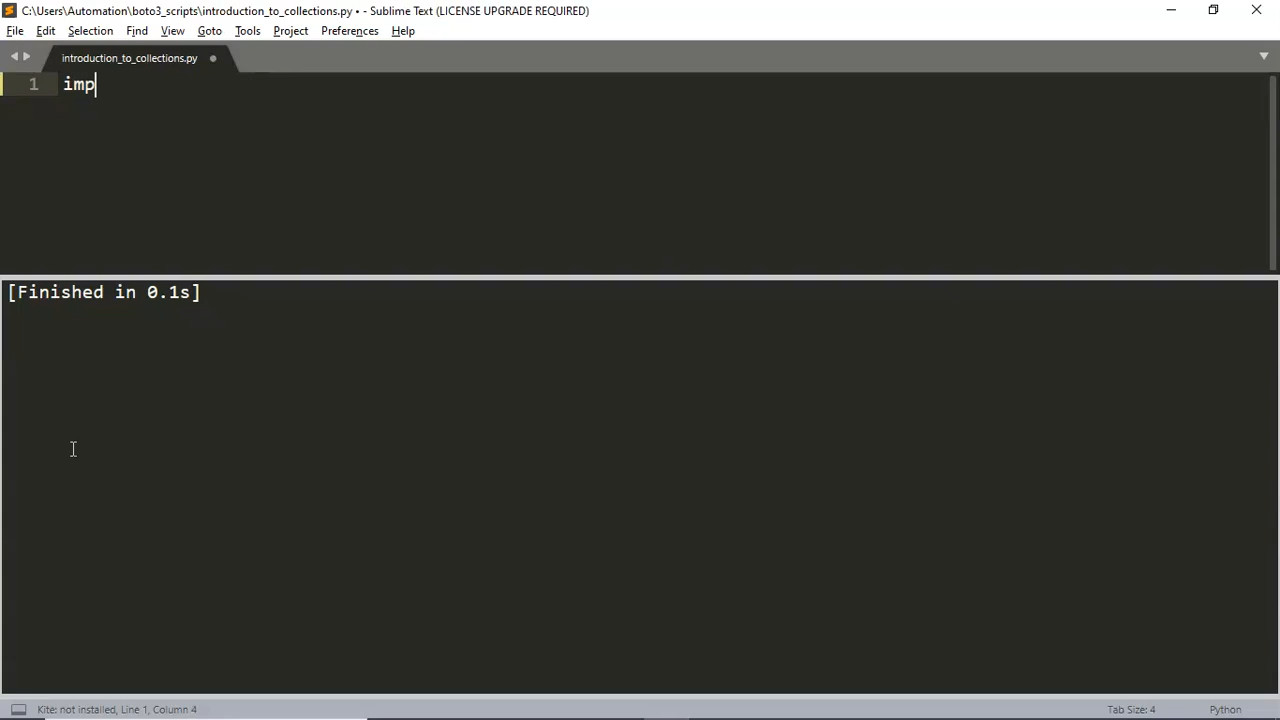 C:\Users\Automation\boto3_scripts\introduction_to_collections.py • - Sublime Text (LICENSE UPGRADE REQUIRED)
File Edit Selection Find View Goto Tools Project Preferences Help
introduction_to_collections.py
1 imp
[Finished in 0.1s]
Kite: not installed, Line 1, Column 4 Tab Size: 4 Python